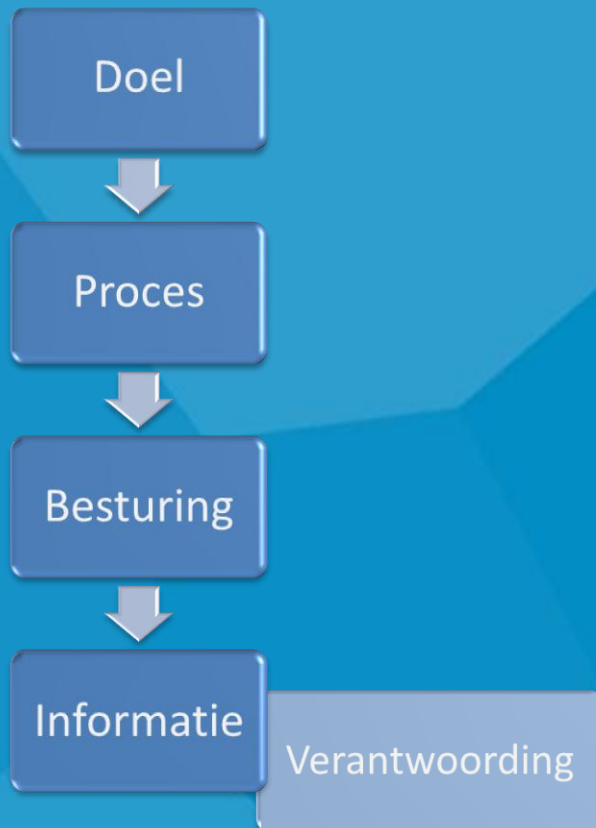 Doel
Proces
Besturing
Informatie
Verantwoording